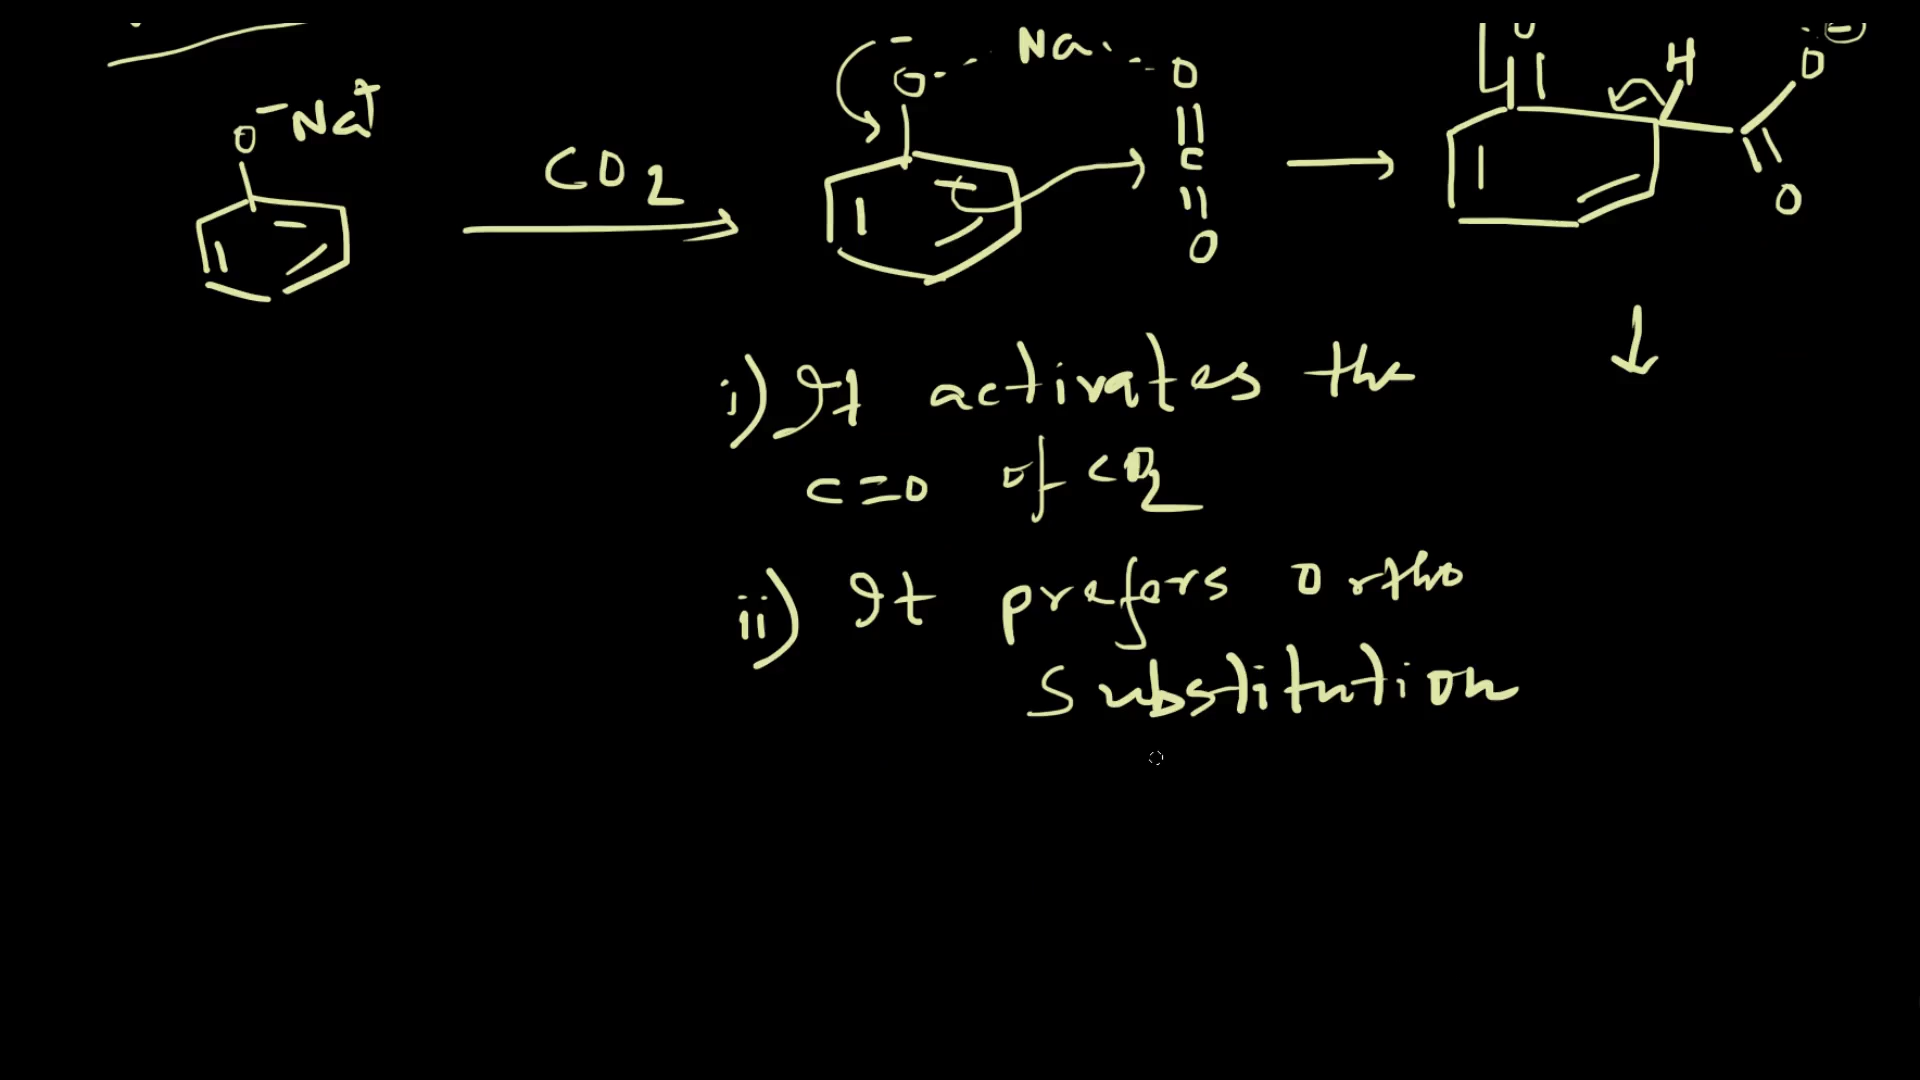 O⁻Na⁺
CO2
O⁻ Na O
C
O
O
H
O⁻
O
i) It activates the
C=O of CO2
ii) It prefers ortho
Substitution